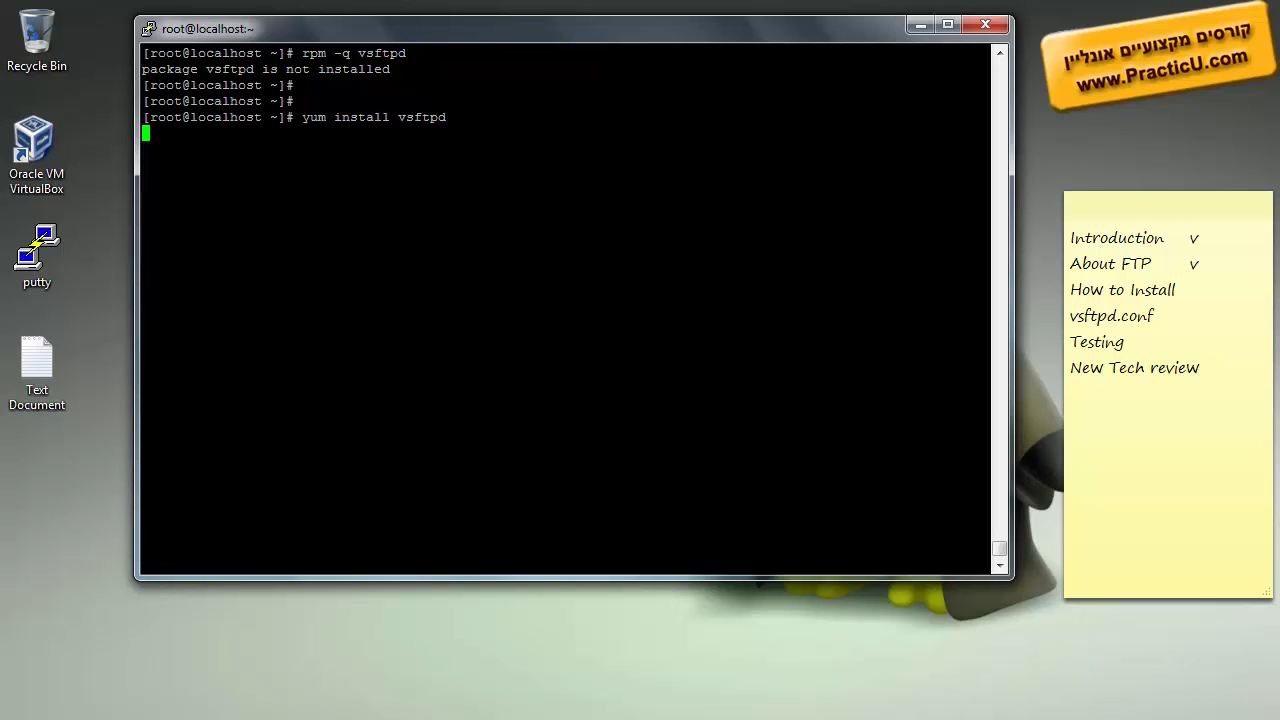 root@localhost:~
[root@localhost ~]# rpm -q vsftpd
package vsftpd is not installed
[root@localhost ~]#
[root@localhost ~]#
[root@localhost ~]# yum install vsftpd
Recycle Bin
Oracle VM
VirtualBox
putty
Text
Document
קורסים מקצועיים אונליין
www.PracticU.com
Introduction v
About FTP v
How to Install
vsftpd.conf
Testing
New Tech review